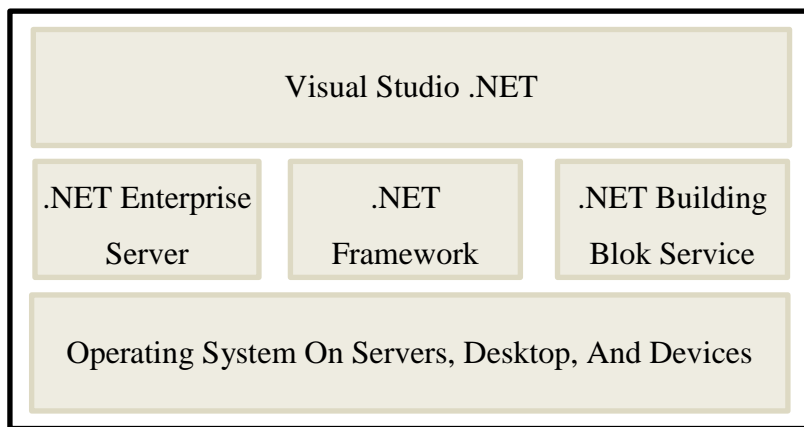 Visual Studio .NET
.NET Enterprise
Server
.NET
Framework
.NET Building
Blok Service
Operating System On Servers, Desktop, And Devices